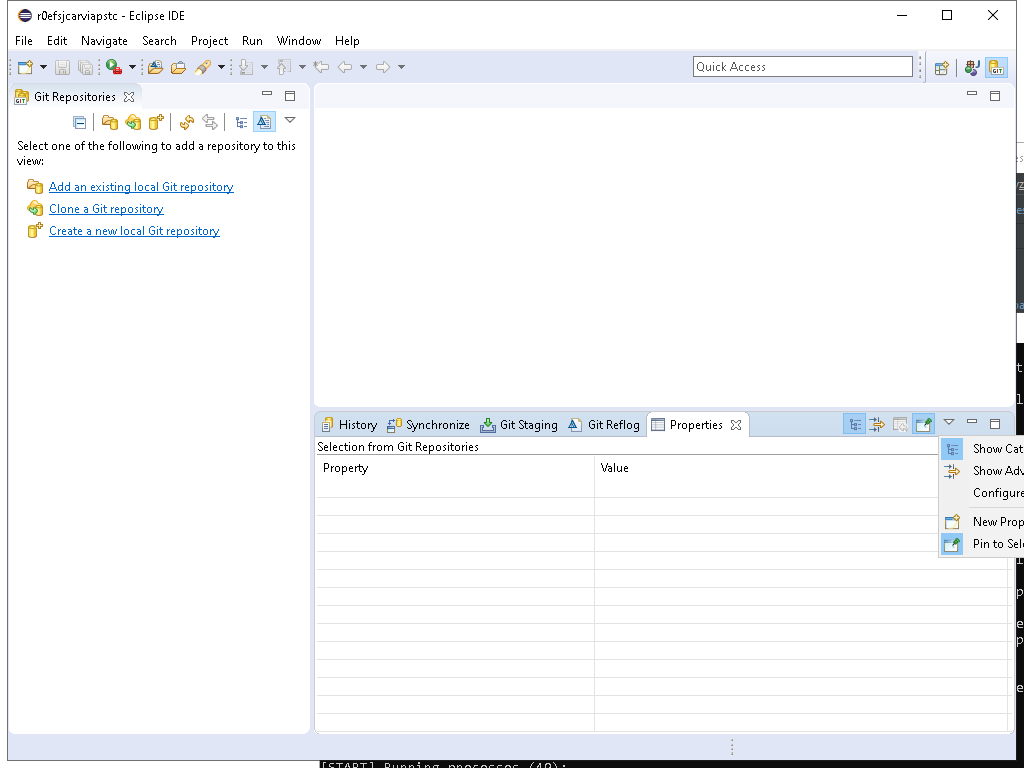 r0efsjcarviapstc - Eclipse IDE
File Edit Navigate Search Project Run Window Help
Quick Access
Git Repositories
Select one of the following to add a repository to this
view:
Add an existing local Git repository
Clone a Git repository
Create a new local Git repository
History Synchronize Git Staging Git Reflog Properties
Selection from Git Repositories
Property Value
Show Cat
Show Adv
Configure
New Prop
Pin to Sele
[START] Running processes (49):